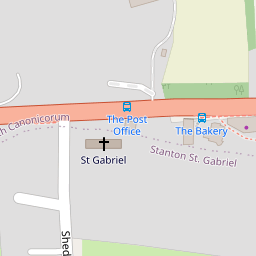 Canonicorum
The Post
Office
The Bakery
St Gabriel
Stanton St. Gabriel
Shed